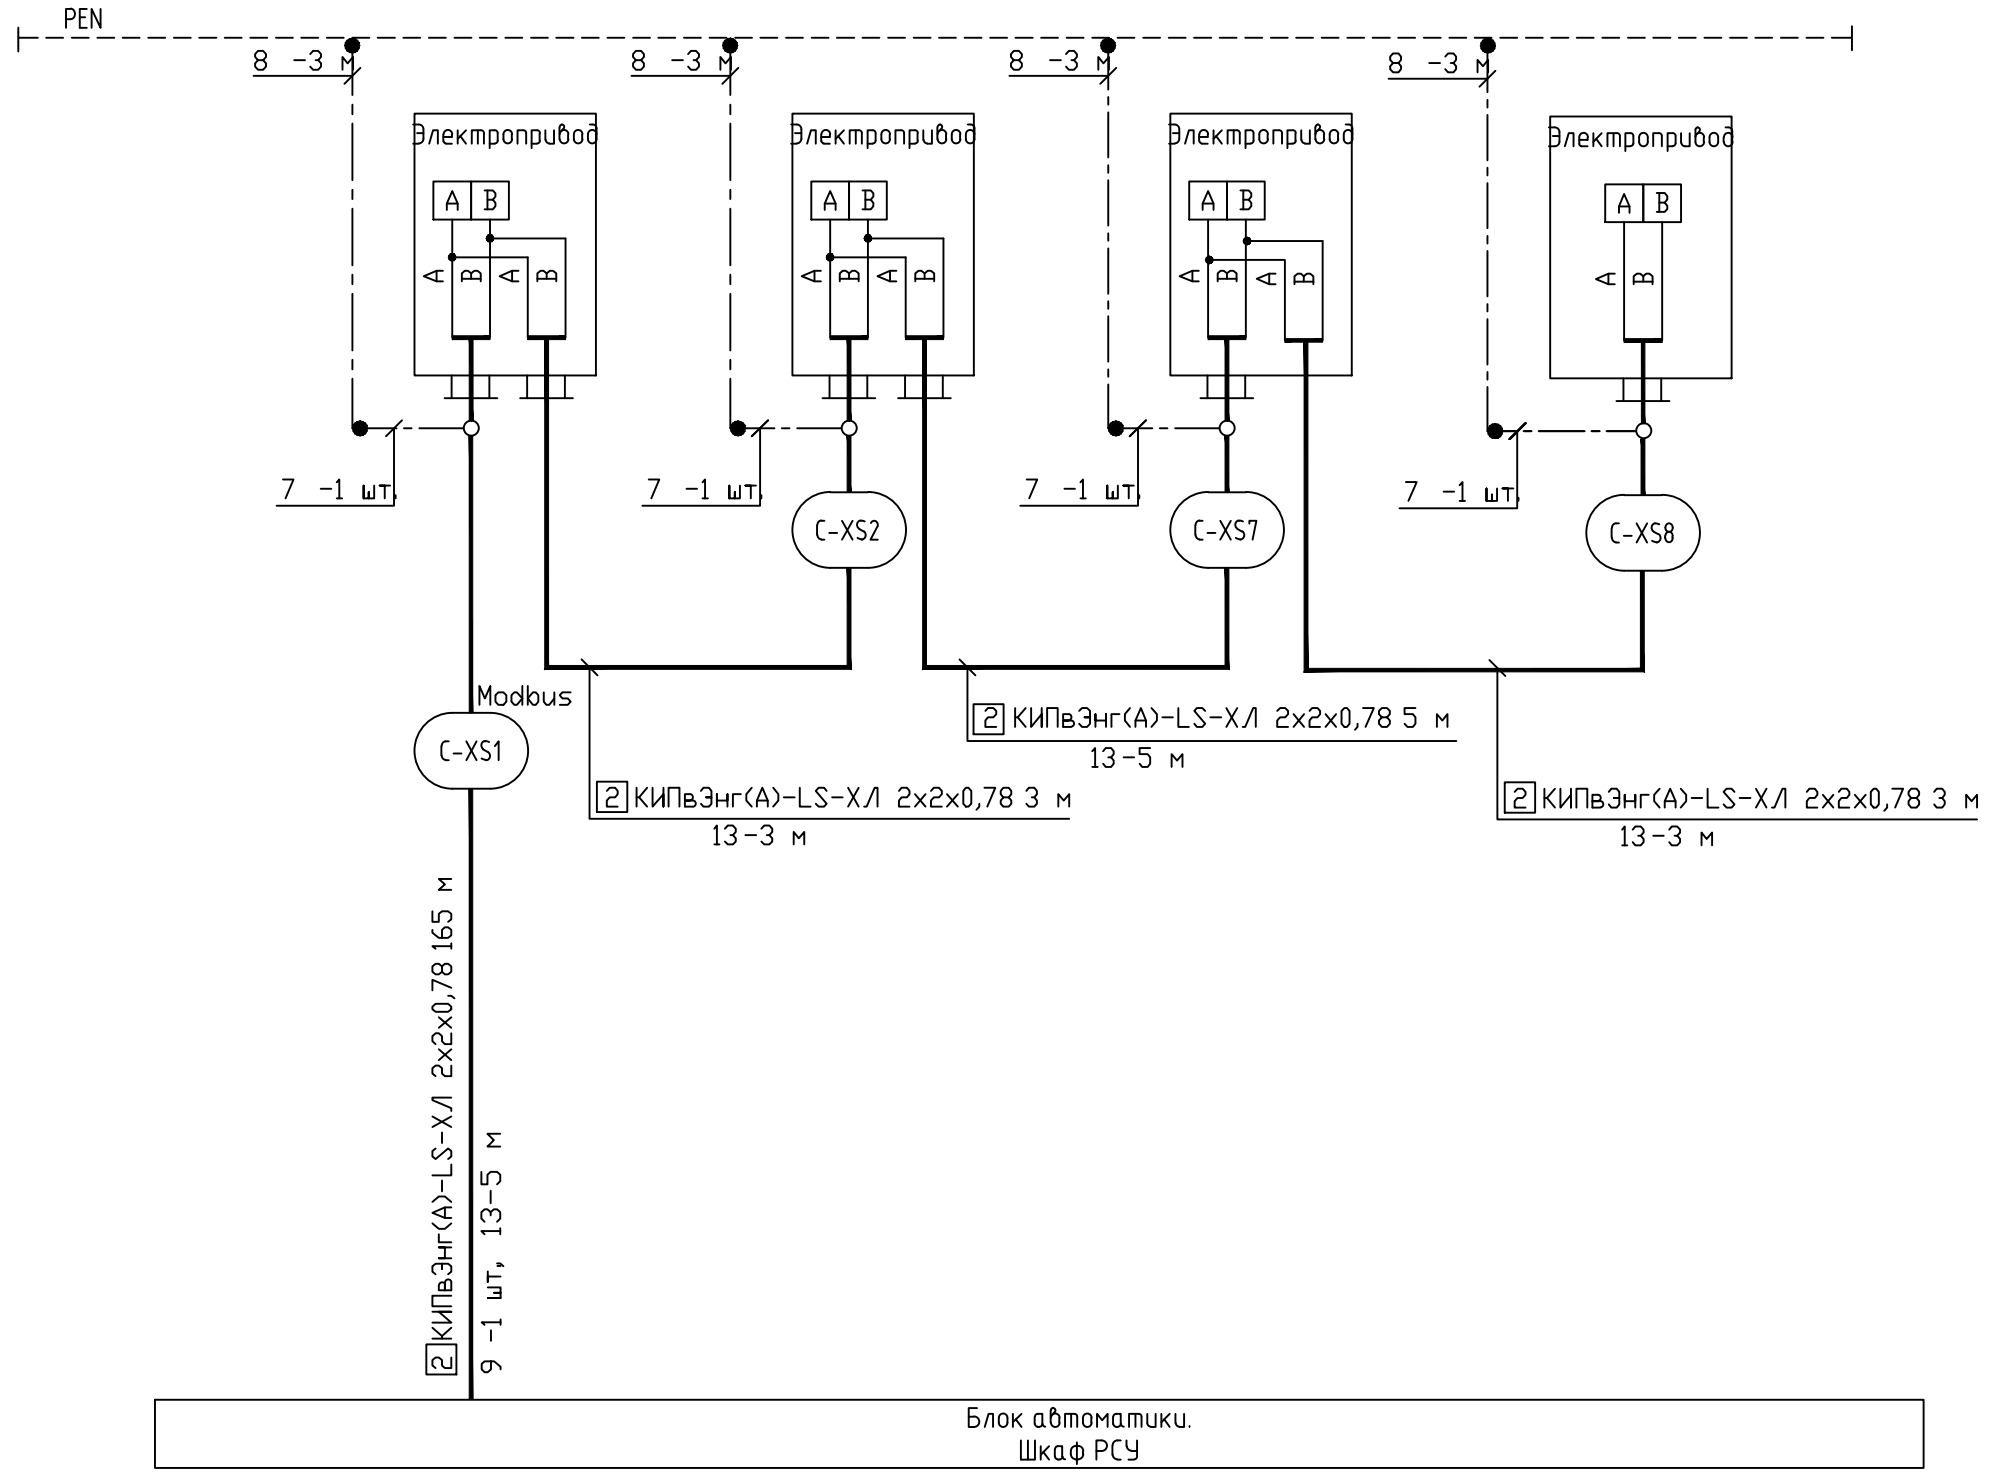 PEN
8 -3 м
8 -3 м
8 -3 м
8 -3 м
Электропривод
Электропривод
Электропривод
Электропривод
A B
A B
A B
A B
A B A B
A B A B
A B A B
A B
7 -1 шт.
7 -1 шт.
7 -1 шт.
7 -1 шт.
C-XS2
C-XS7
C-XS8
Modbus
C-XS1
2 КИПвЭнг(А)-LS-ХЛ 2х2х0,78 5 м
13-5 м
2 КИПвЭнг(А)-LS-ХЛ 2х2х0,78 3 м
13-3 м
2 КИПвЭнг(А)-LS-ХЛ 2х2х0,78 3 м
13-3 м
2 КИПвЭнг(А)-LS-ХЛ 2х2х0,78 165 м
9 -1 шт, 13-5 м
Блок автоматики.
Шкаф РСУ